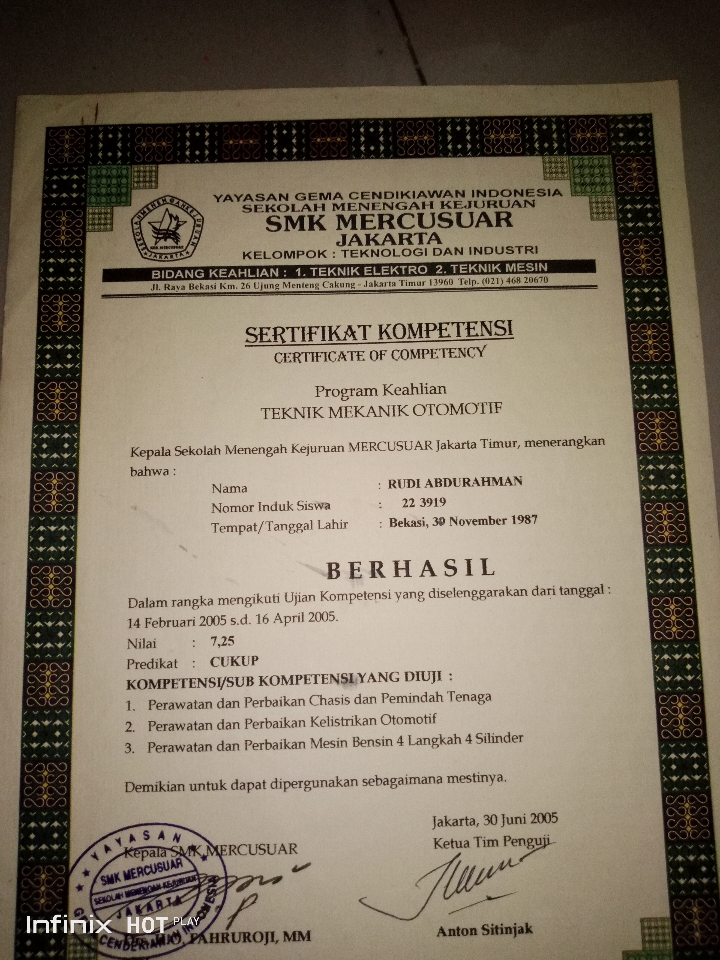 YAYASAN GEMA CENDIKIAWAN INDONESIA
SEKOLAH MENENGAH KEJURUAN
SMK MERCUSUAR
JAKARTA
KELOMPOK : TEKNOLOGI DAN INDUSTRI
BIDANG KEAHLIAN : 1. TEKNIK ELEKTRO 2. TEKNIK MESIN
Jl. Raya Bekasi Km. 26 Ujung Menteng Cakung - Jakarta Timur 13960 Telp. (021) 468 20670
SERTIFIKAT KOMPETENSI
CERTIFICATE OF COMPETENCY
Program Keahlian
TEKNIK MEKANIK OTOMOTIF
Kepala Sekolah Menengah Kejuruan MERCUSUAR Jakarta Timur, menerangkan
bahwa :
Nama : RUDI ABDURAHMAN
Nomor Induk Siswa : 22 3919
Tempat/Tanggal Lahir : Bekasi, 30 November 1987
BERHASIL
Dalam rangka mengikuti Ujian Kompetensi yang diselenggarakan dari tanggal :
14 Februari 2005 s.d. 16 April 2005.
Nilai : 7,25
Predikat : CUKUP
KOMPETENSI/SUB KOMPETENSI YANG DIUJI :
1. Perawatan dan Perbaikan Chasis dan Pemindah Tenaga
2. Perawatan dan Perbaikan Kelistrikan Otomotif
3. Perawatan dan Perbaikan Mesin Bensin 4 Langkah 4 Silinder
Demikian untuk dapat dipergunakan sebagaimana mestinya.
Jakarta, 30 Juni 2005
Kepala SMK MERCUSUAR
Ketua Tim Penguji
YAYASAN
SMK MERCUSUAR
SEKOLAH MENENGAH KEJURUAN
JAKARTA
CENDEKIAWAN INDONESIA
FAHRUROJI, MM
Anton Sitinjak
Infinix HOT PLAY